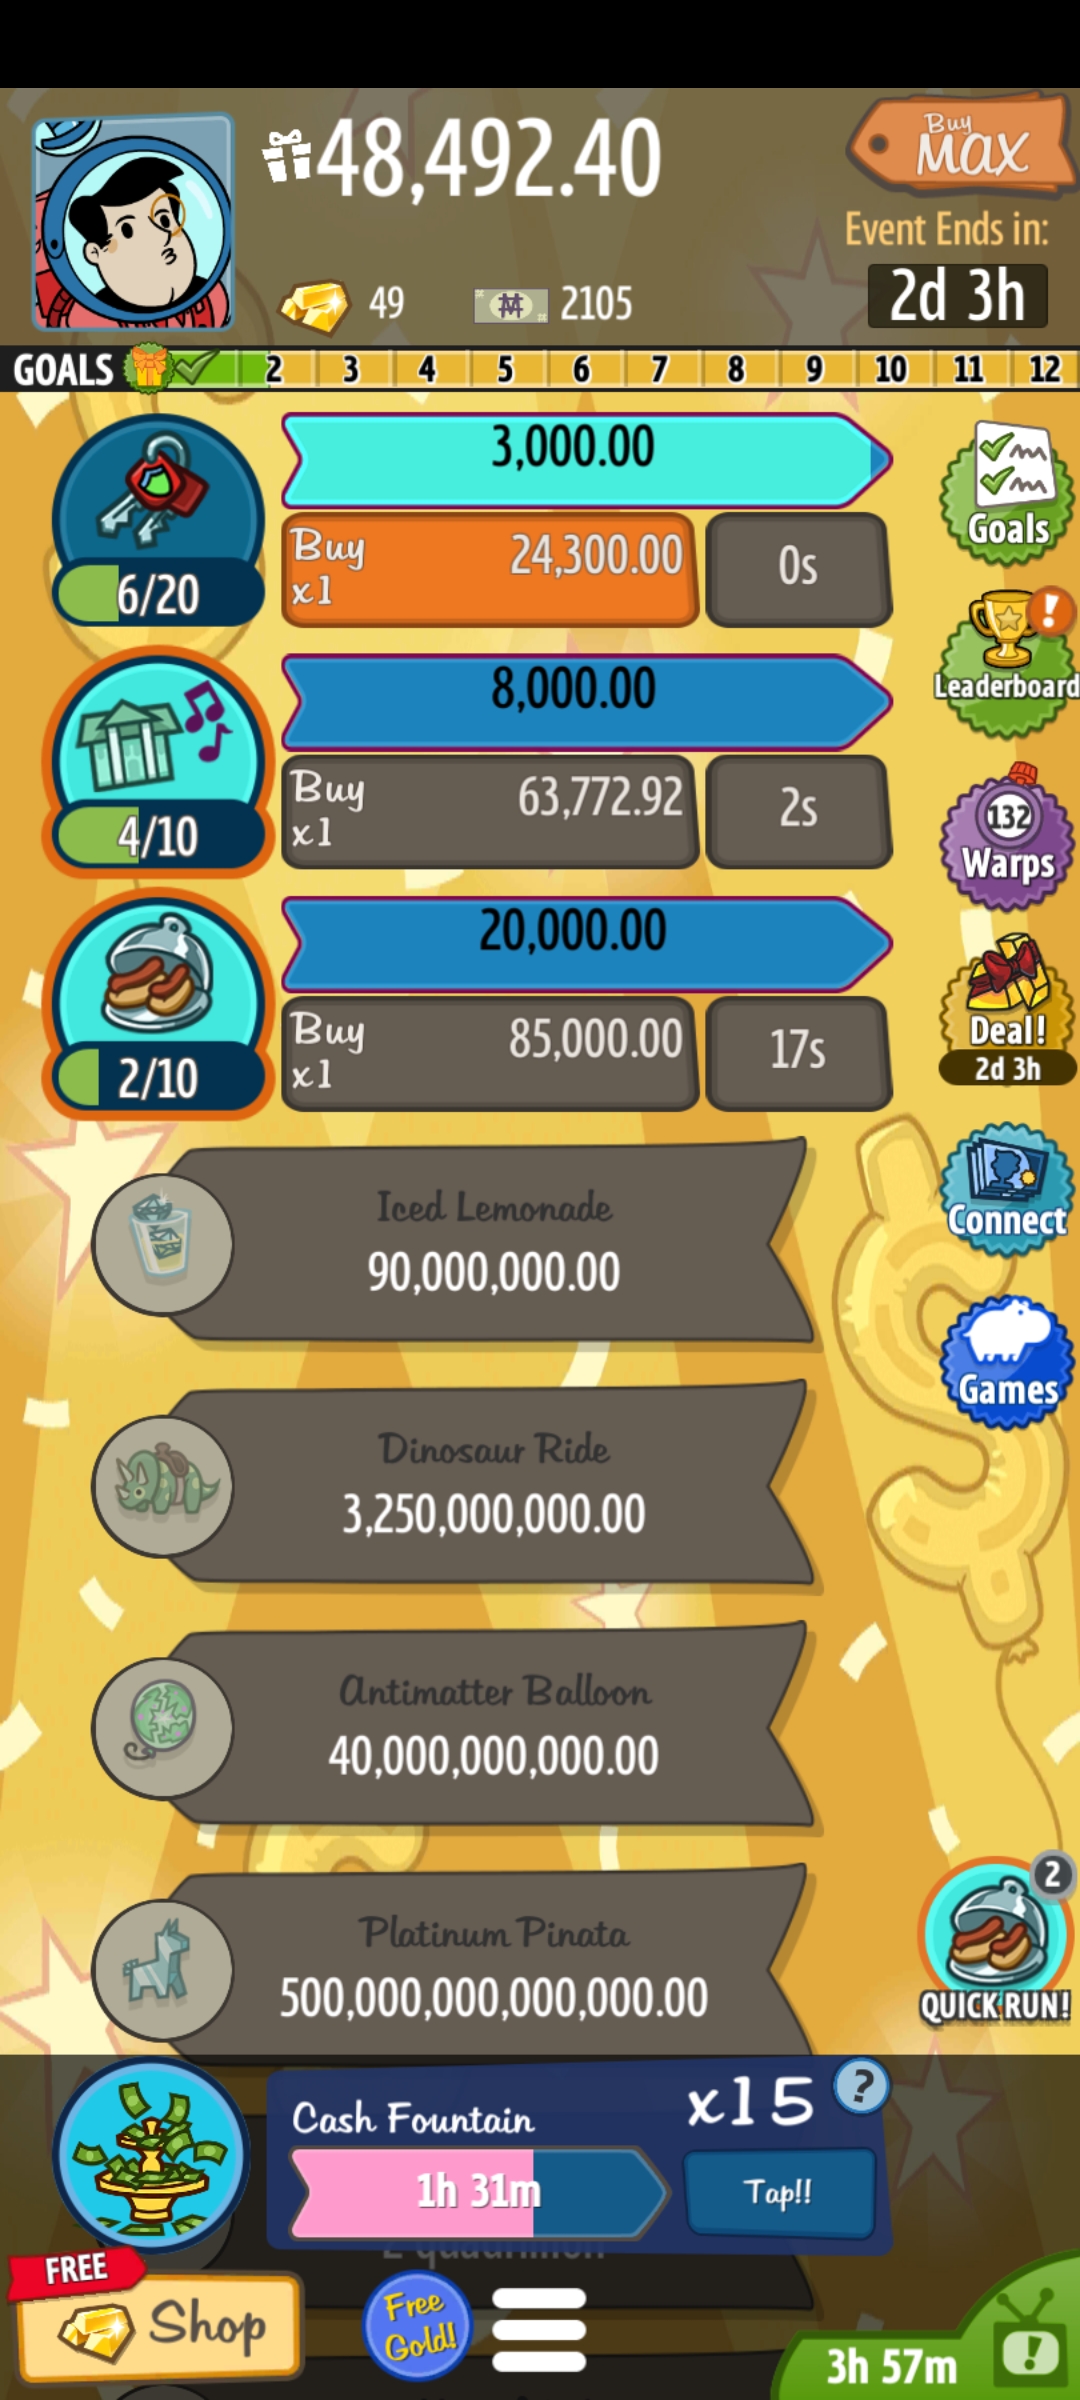 48,492.40
Buy
MAX
Event Ends in:
2d 3h
49
2105
GOALS 2 3 4 5 6 7 8 9 10 11 12
3,000.00
Buy
x1
24,300.00
0s
6/20
Goals
8,000.00
Buy
x1
63,772.92
2s
4/10
!
Leaderboard
20,000.00
Buy
x1
85,000.00
17s
2/10
132
Warps
Deal!
2d 3h
Iced Lemonade
90,000,000.00
Connect
Dinosaur Ride
3,250,000,000.00
Games
Antimatter Balloon
40,000,000,000.00
Platinum Pinata
500,000,000,000,000.00
2
QUICK RUN!
Cash Fountain
x15
?
1h 31m
Tap!!
2 quadrillion
FREE
Shop
Free
Gold!
3h 57m
!